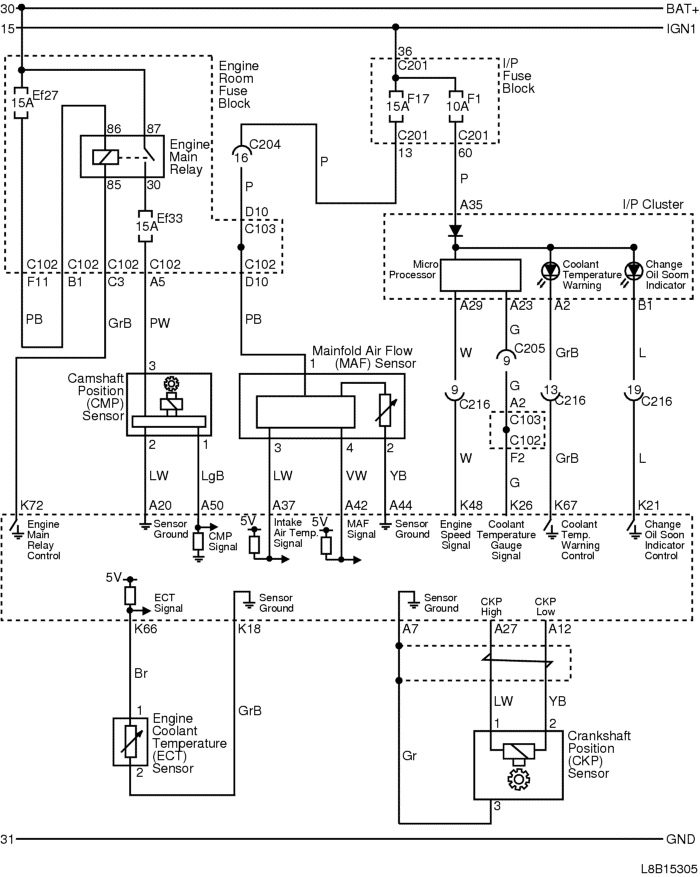 30 BAT+
15 IGN1
36
C201
Engine
Room
Fuse
Block
I/P
Fuse
Block
Ef27
15A
F17
15A
F1
10A
86 87
Engine
Main
Relay
85 30
C204
16
P
C201 C201
13 60
P
P
Ef33
15A
D10
C103
A35
I/P Cluster
C102 C102 C102 C102 C102
F11 B1 C3 A5 D10
Micro
Processor
Coolant
Temperature
Warning
Change
Oil Soom
Indicator
A29 A23 A2 B1
PB GrB PW PB
G
C205
9
W GrB L
Mainfold Air Flow
(MAF) Sensor
1
3
Camshaft
Position
(CMP)
Sensor
G
9 13 19
C216 A2 C216 C216
C103
C102
2 1 3 4 2
F2
LW LgB LW VW YB W G GrB L
K72 A20 A50 A37 A42 A44 K48 K26 K67 K21
Engine
Main
Relay
Control
Sensor
Ground
CMP
Signal
5V
Intake
Air Temp.
Signal
5V
MAF
Signal
Sensor
Ground
Engine
Speed
Signal
Coolant
Temperature
Gauge
Signal
Coolant
Temp.
Warning
Control
Change
Oil Soom
Indicator
Control
5V
ECT
Signal
Sensor
Ground
Sensor
Ground
CKP
High
CKP
Low
K66 K18 A7 A27 A12
Br
GrB
LW YB
1
Engine
Coolant
Temperature
(ECT)
Sensor
2
Gr
1 2
Crankshaft
Position
(CKP)
Sensor
3
31 GND
L8B15305